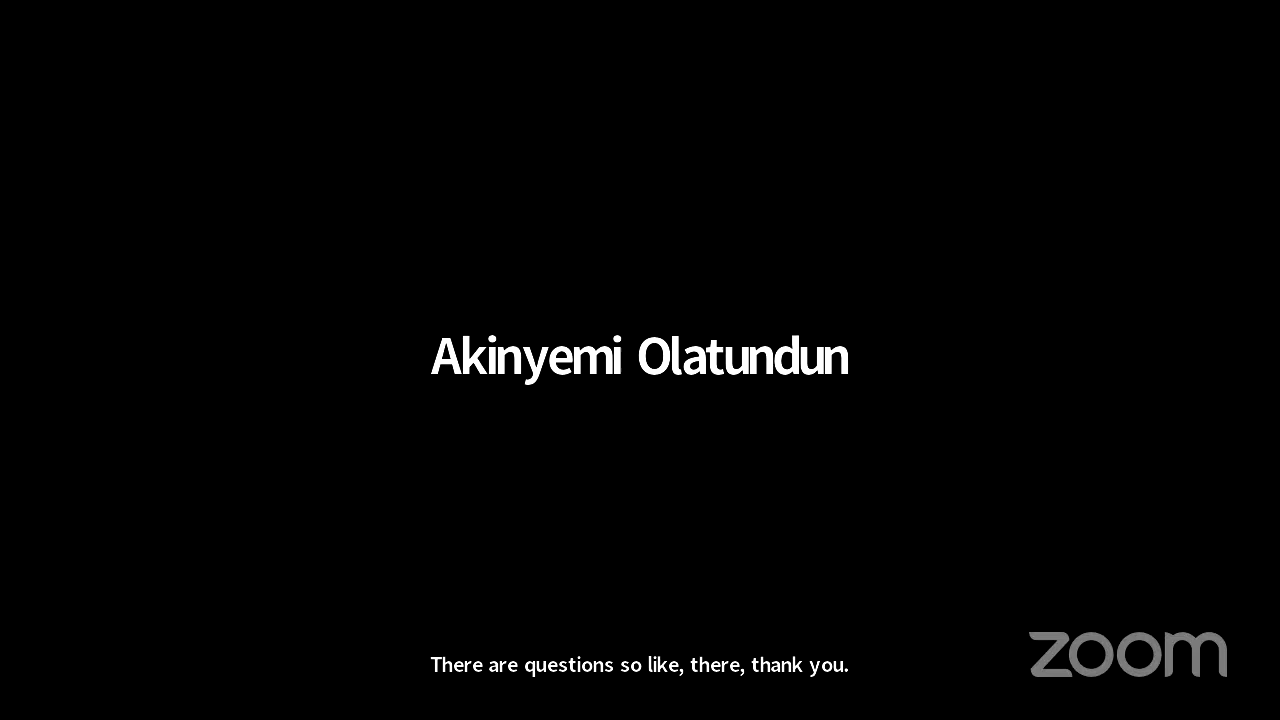 Akinyemi Olatundun
There are questions so like, there, thank you.
zoom